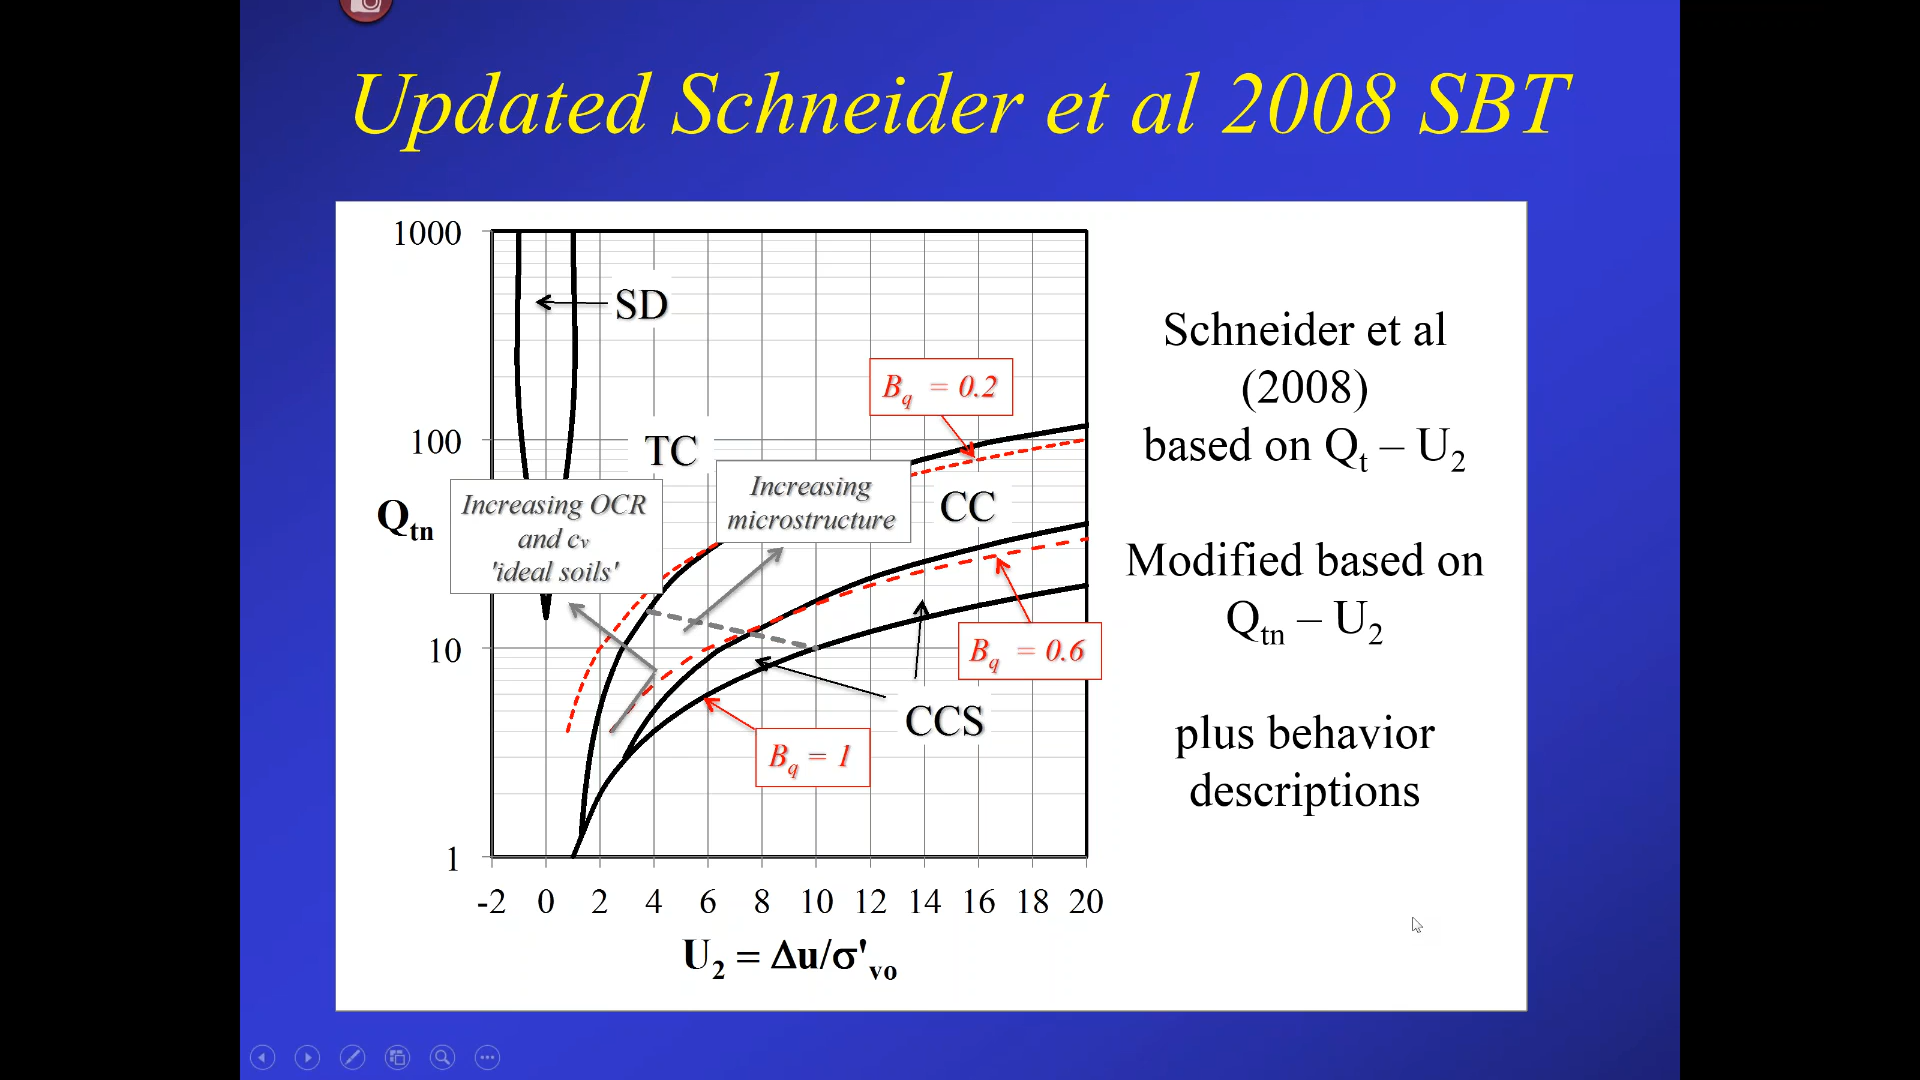 Updated Schneider et al 2008 SBT
1000
SD
Bq = 0.2
100
TC
Increasing
microstructure
CC
Qtn
Increasing OCR
and cv
'ideal soils'
10
Bq = 0.6
CCS
Bq = 1
1
-2 0 2 4 6 8 10 12 14 16 18 20
U2 = Δu/σ'vo
Schneider et al
(2008)
based on Qt – U2
Modified based on
Qtn – U2
plus behavior
descriptions